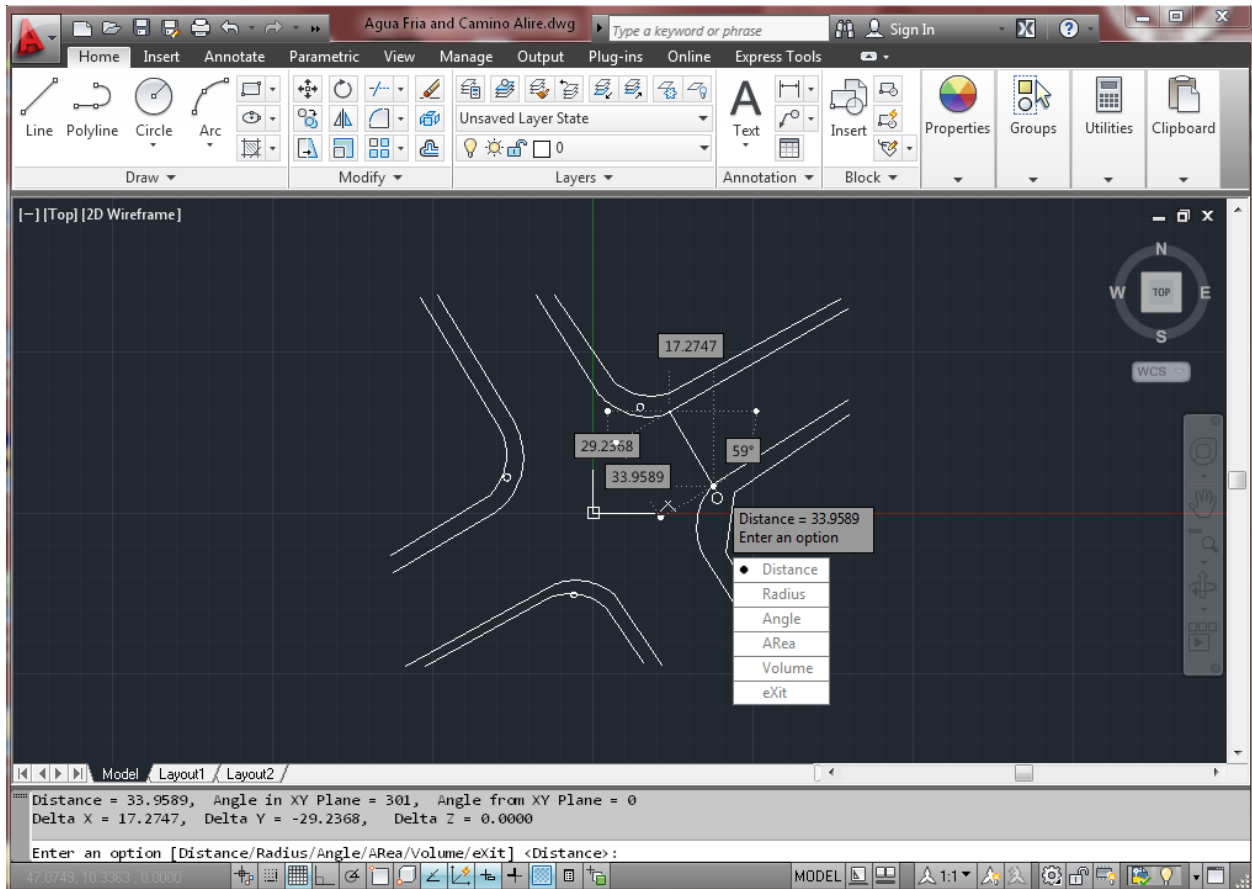 Agua Fria and Camino Alire.dwg Type a keyword or phrase Sign In
Home Insert Annotate Parametric View Manage Output Plug-ins Online Express Tools
Unsaved Layer State
0
Line Polyline Circle Arc Text Insert Properties Groups Utilities Clipboard
Draw Modify Layers Annotation Block
[−] [Top] [2D Wireframe]
N
W TOP E
S
WCS
17.2747
29.2368
59°
33.9589
Distance = 33.9589
Enter an option
Distance
Radius
Angle
ARea
Volume
eXit
Model Layout1 Layout2
Distance = 33.9589, Angle in XY Plane = 301, Angle from XY Plane = 0
Delta X = 17.2747, Delta Y = -29.2368, Delta Z = 0.0000
Enter an option [Distance/Radius/Angle/ARea/Volume/eXit] <Distance>:
47.0749, 10.3363, 0.0000 MODEL 1:1